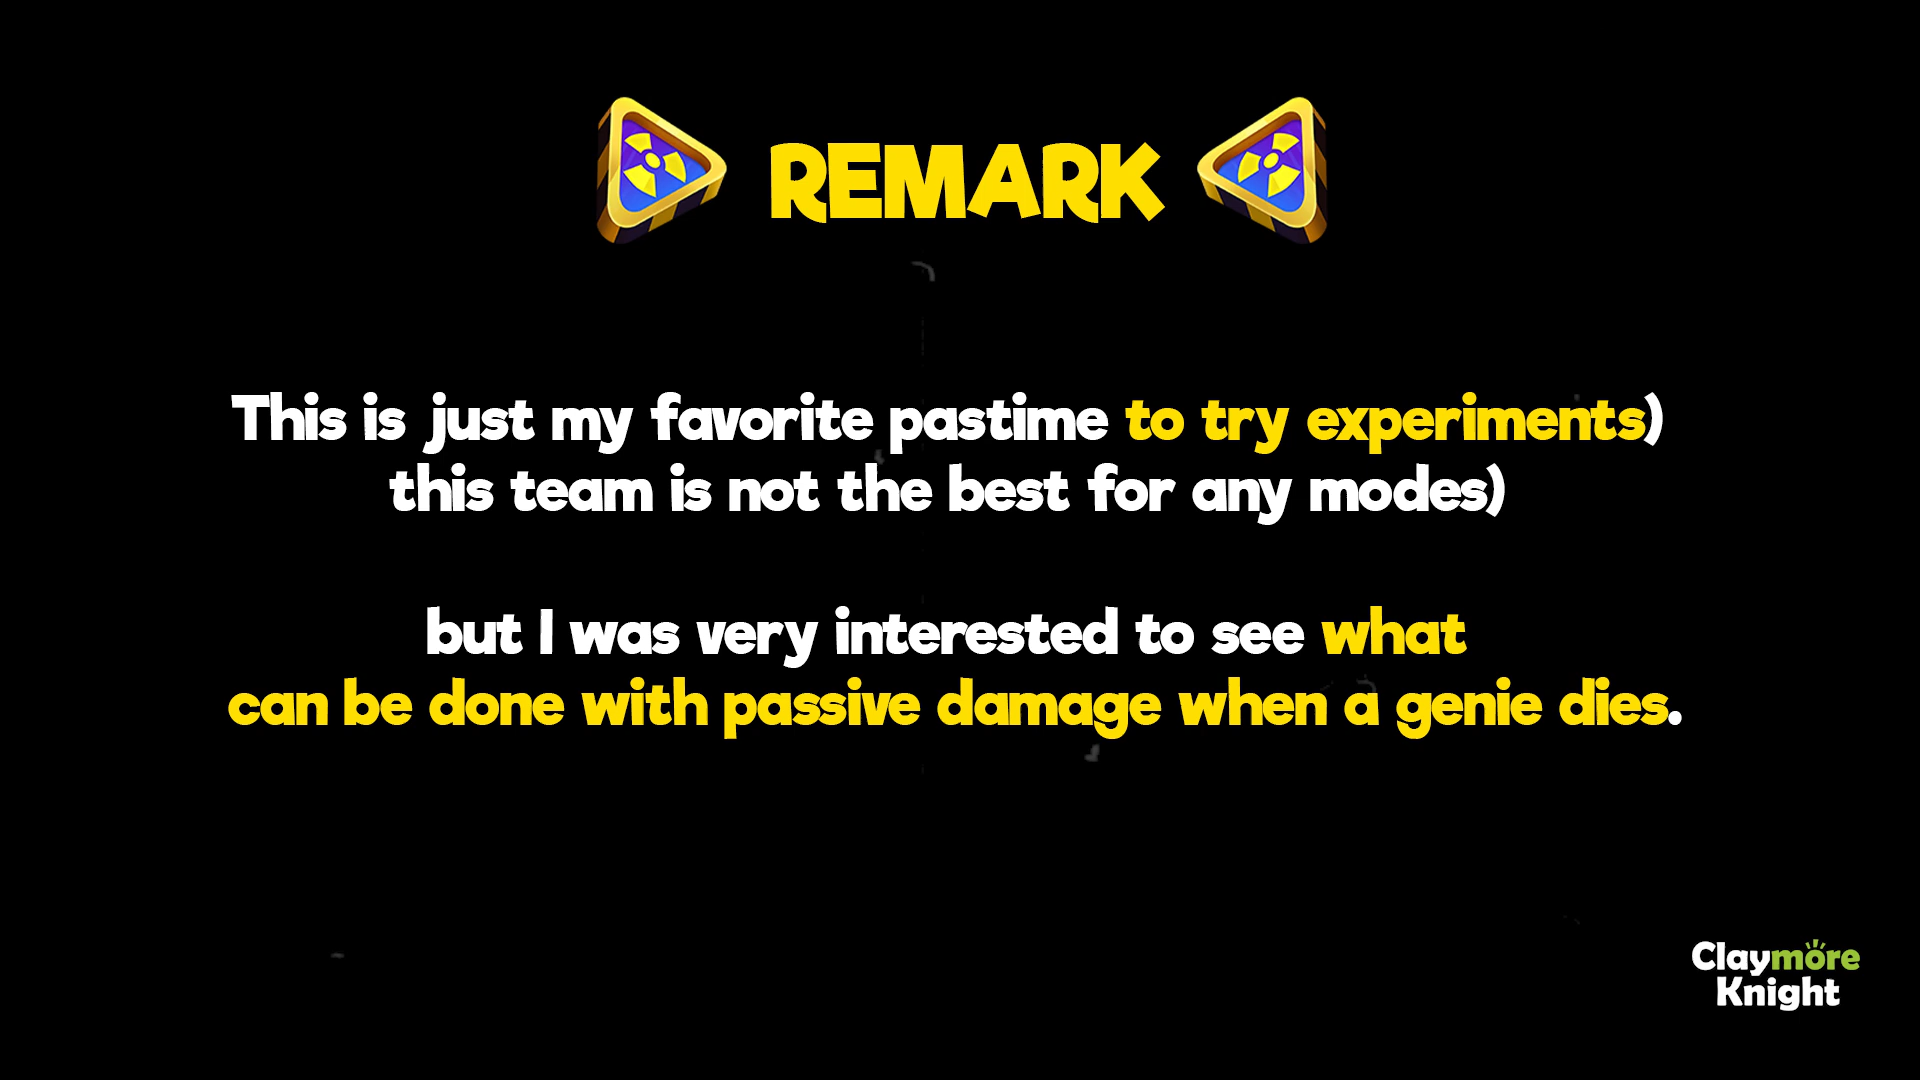 REMARK
This is just my favorite pastime to try experiments)
this team is not the best for any modes)
but I was very interested to see what
can be done with passive damage when a genie dies.
Claymore
Knight